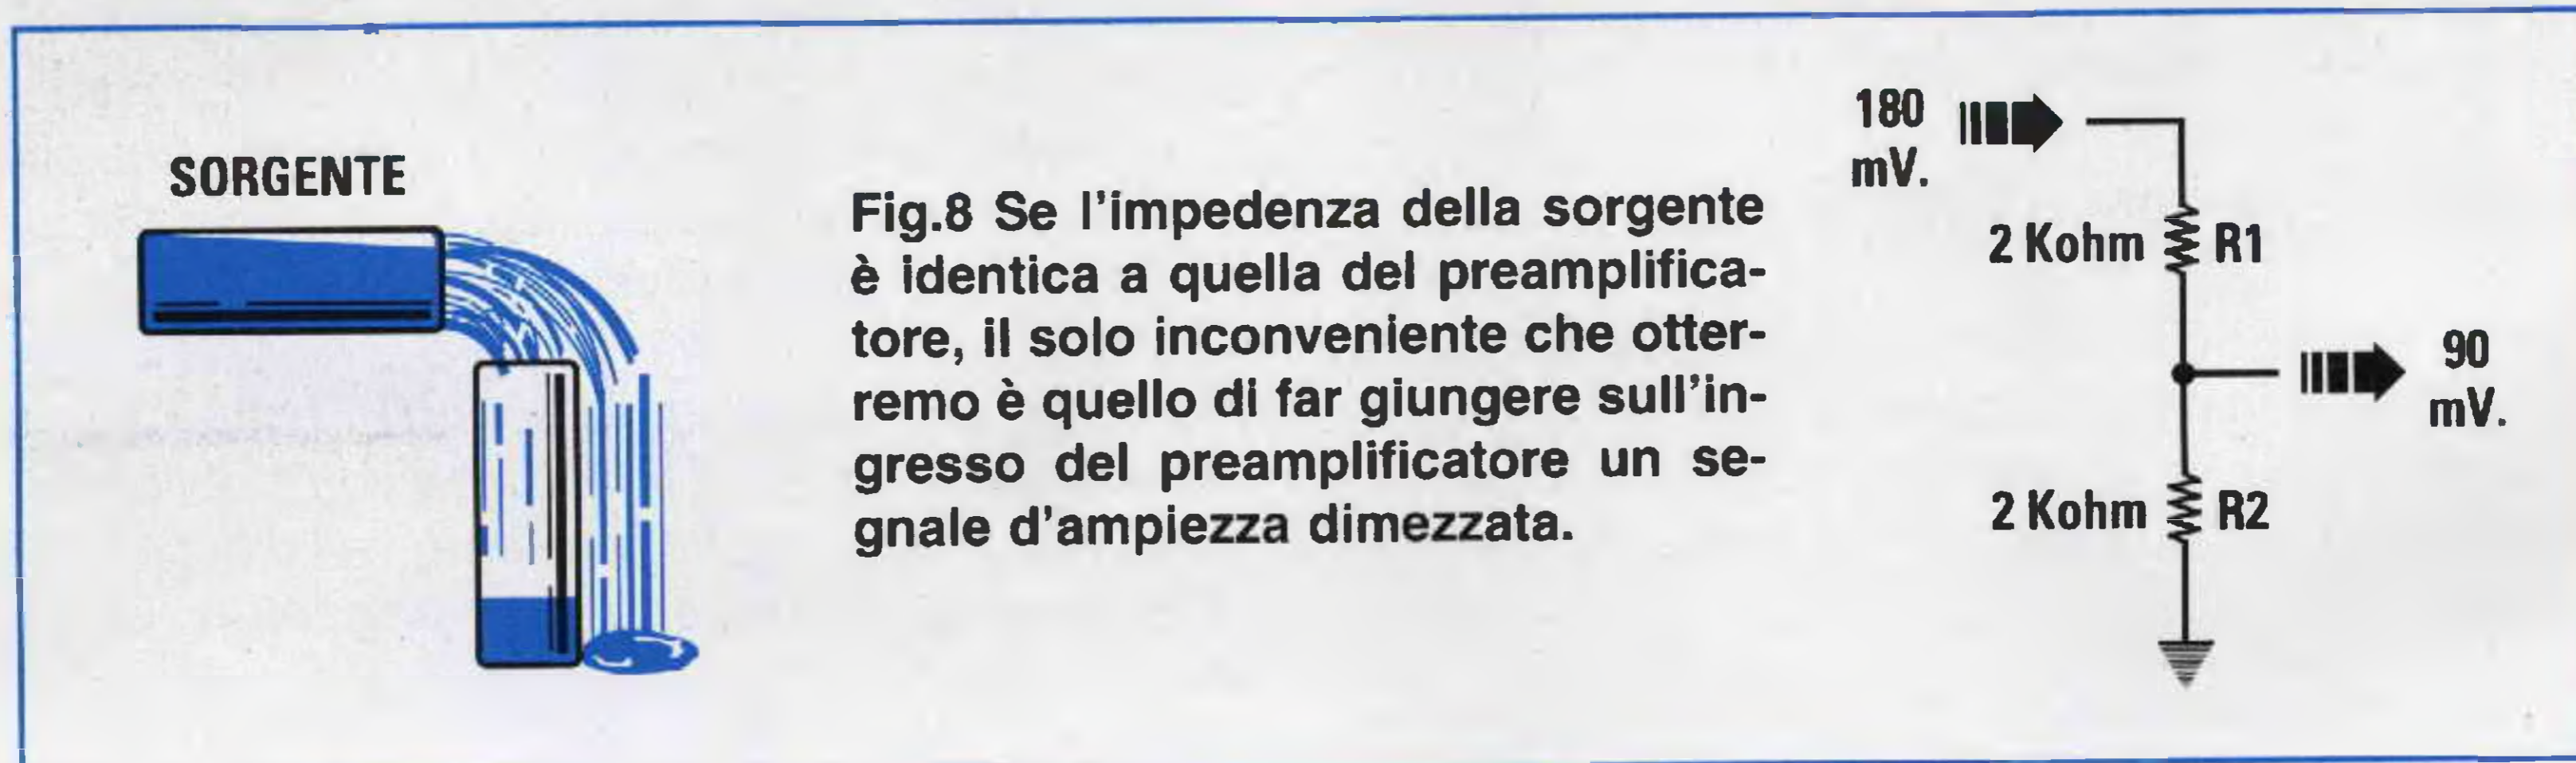 SORGENTE
Fig.8 Se l'impedenza della sorgente
è identica a quella del preamplifica-
tore, il solo inconveniente che otter-
remo è quello di far giungere sull'in-
gresso del preamplificatore un se-
gnale d'ampiezza dimezzata.
180
mV.
2 Kohm R1
90
mV.
2 Kohm R2